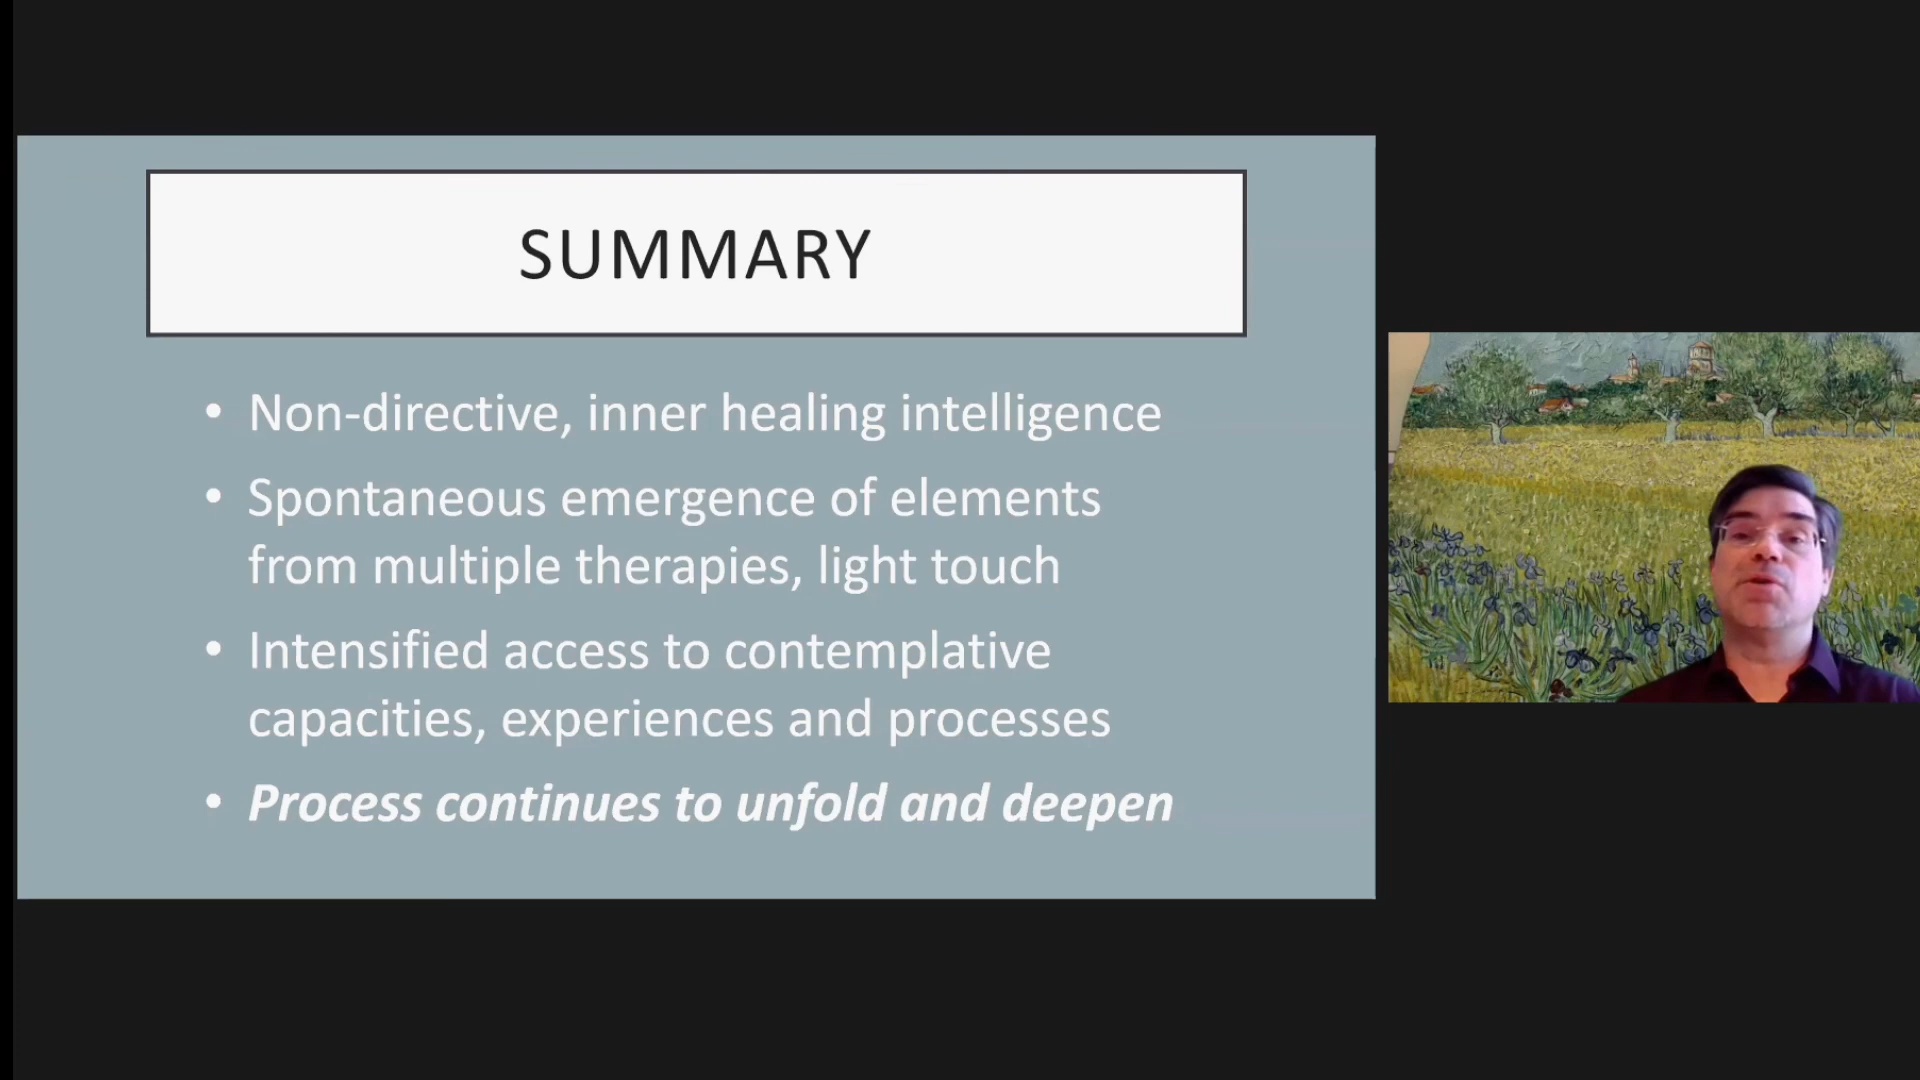 SUMMARY
• Non-directive, inner healing intelligence
• Spontaneous emergence of elements
from multiple therapies, light touch
• Intensified access to contemplative
capacities, experiences and processes
• Process continues to unfold and deepen